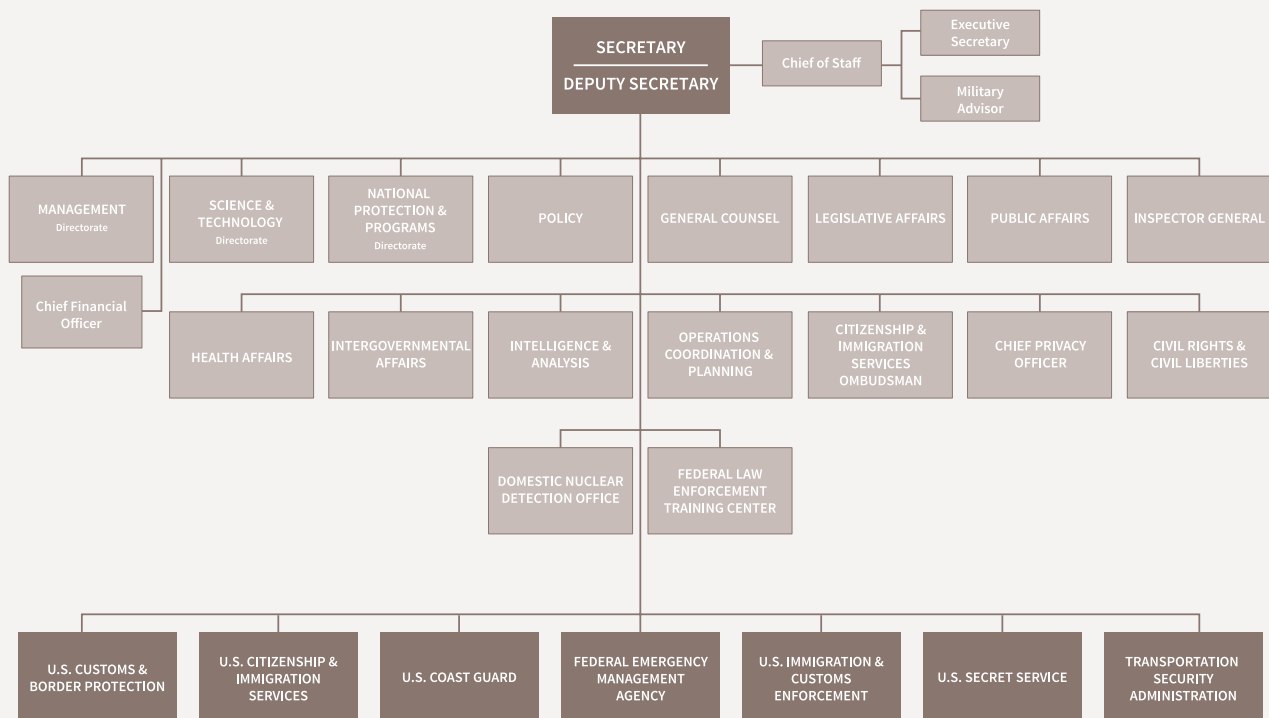 SECRETARY
DEPUTY SECRETARY
Chief of Staff
Executive
Secretary
Military
Advisor
MANAGEMENT
Directorate
SCIENCE &
TECHNOLOGY
Directorate
NATIONAL
PROTECTION &
PROGRAMS
Directorate
POLICY
GENERAL COUNSEL
LEGISLATIVE AFFAIRS
PUBLIC AFFAIRS
INSPECTOR GENERAL
Chief Financial
Officer
HEALTH AFFAIRS
INTERGOVERNMENTAL
AFFAIRS
INTELLIGENCE &
ANALYSIS
OPERATIONS
COORDINATION &
PLANNING
CITIZENSHIP &
IMMIGRATION
SERVICES
OMBUDSMAN
CHIEF PRIVACY
OFFICER
CIVIL RIGHTS &
CIVIL LIBERTIES
DOMESTIC NUCLEAR
DETECTION OFFICE
FEDERAL LAW
ENFORCEMENT
TRAINING CENTER
U.S. CUSTOMS &
BORDER PROTECTION
U.S. CITIZENSHIP &
IMMIGRATION
SERVICES
U.S. COAST GUARD
FEDERAL EMERGENCY
MANAGEMENT
AGENCY
U.S. IMMIGRATION &
CUSTOMS
ENFORCEMENT
U.S. SECRET SERVICE
TRANSPORTATION
SECURITY
ADMINISTRATION